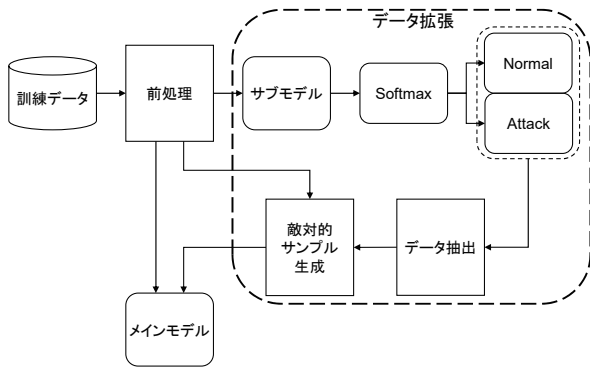 データ拡張
訓練データ
前処理
サブモデル
Softmax
Normal
Attack
敵対的
サンプル
生成
データ抽出
メインモデル